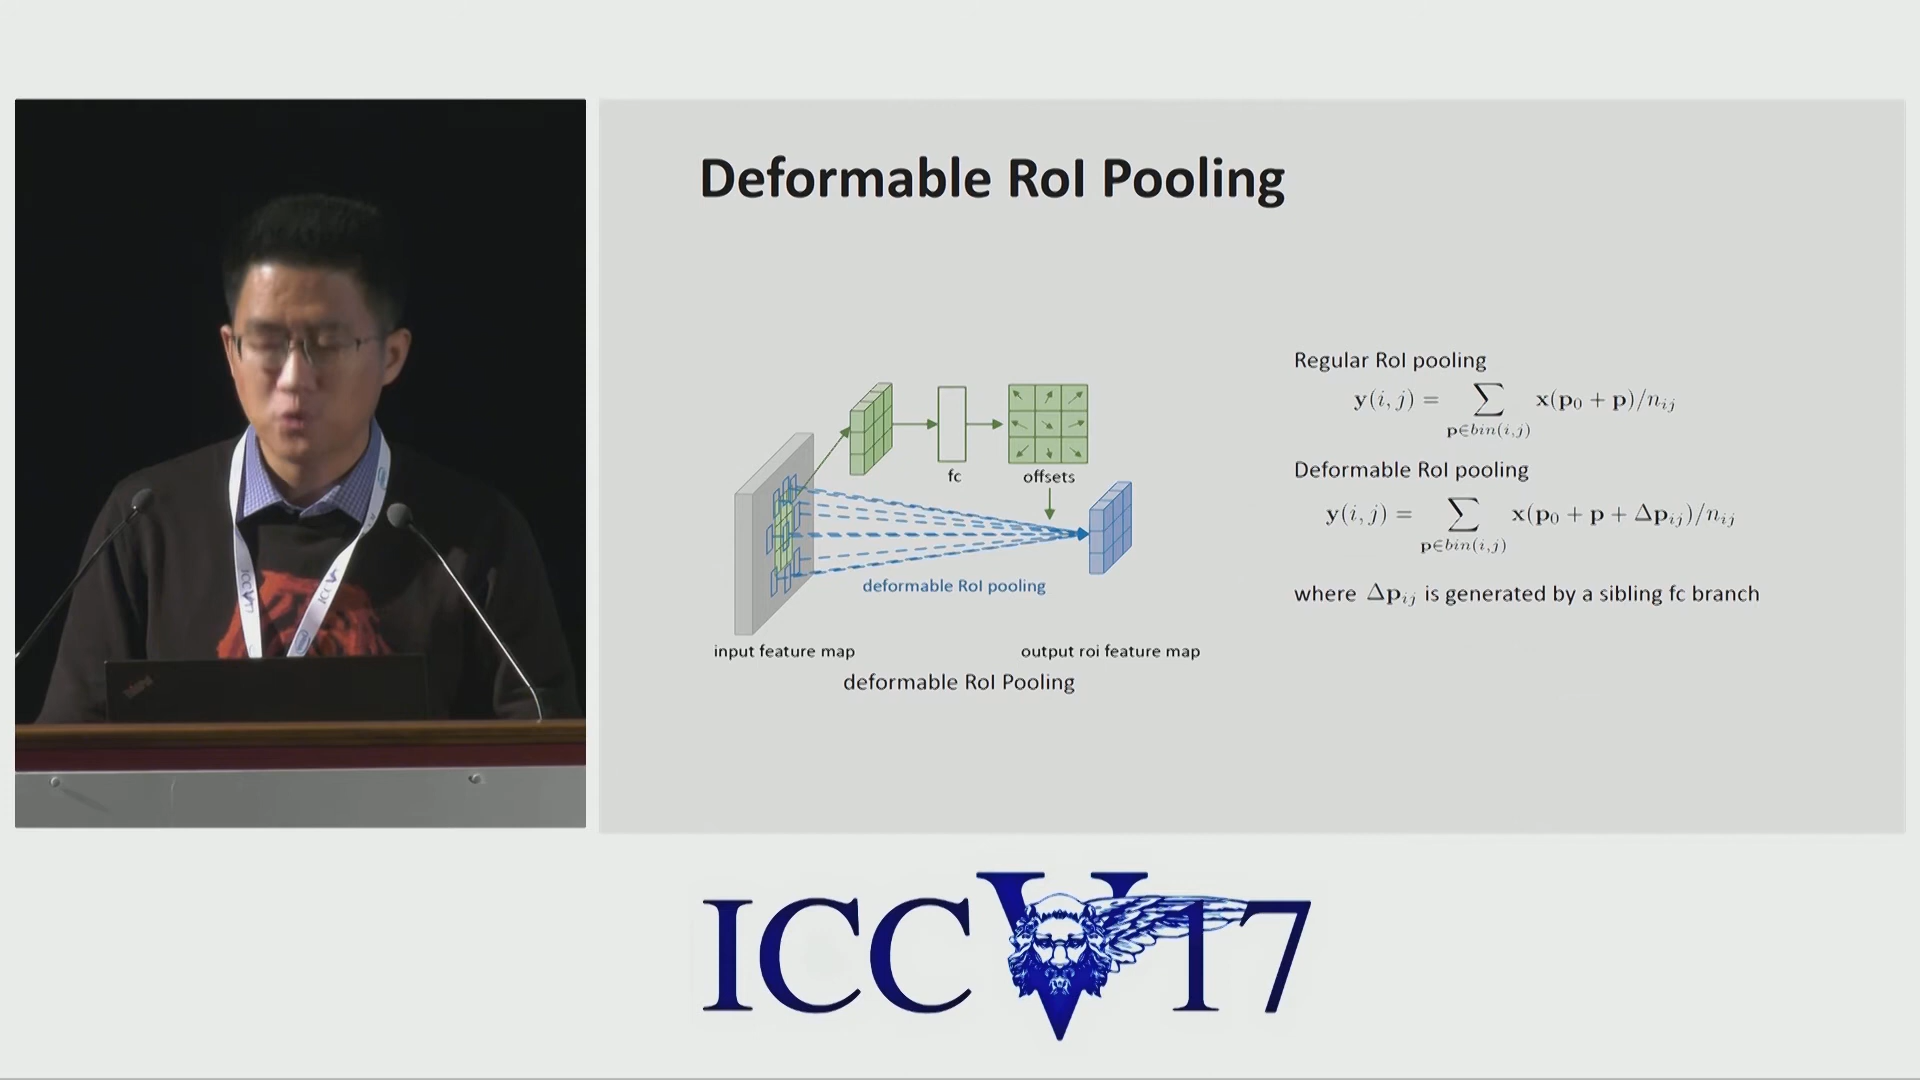 Deformable RoI Pooling
Regular RoI pooling
y(i, j) = ∑ x(p₀ + p)/nᵢⱼ
p∈bin(i,j)
fc
offsets
Deformable RoI pooling
y(i, j) = ∑ x(p₀ + p + Δpᵢⱼ)/nᵢⱼ
p∈bin(i,j)
deformable RoI pooling
where Δpᵢⱼ is generated by a sibling fc branch
input feature map
output roi feature map
deformable RoI Pooling
ThinkPad
ICCV17